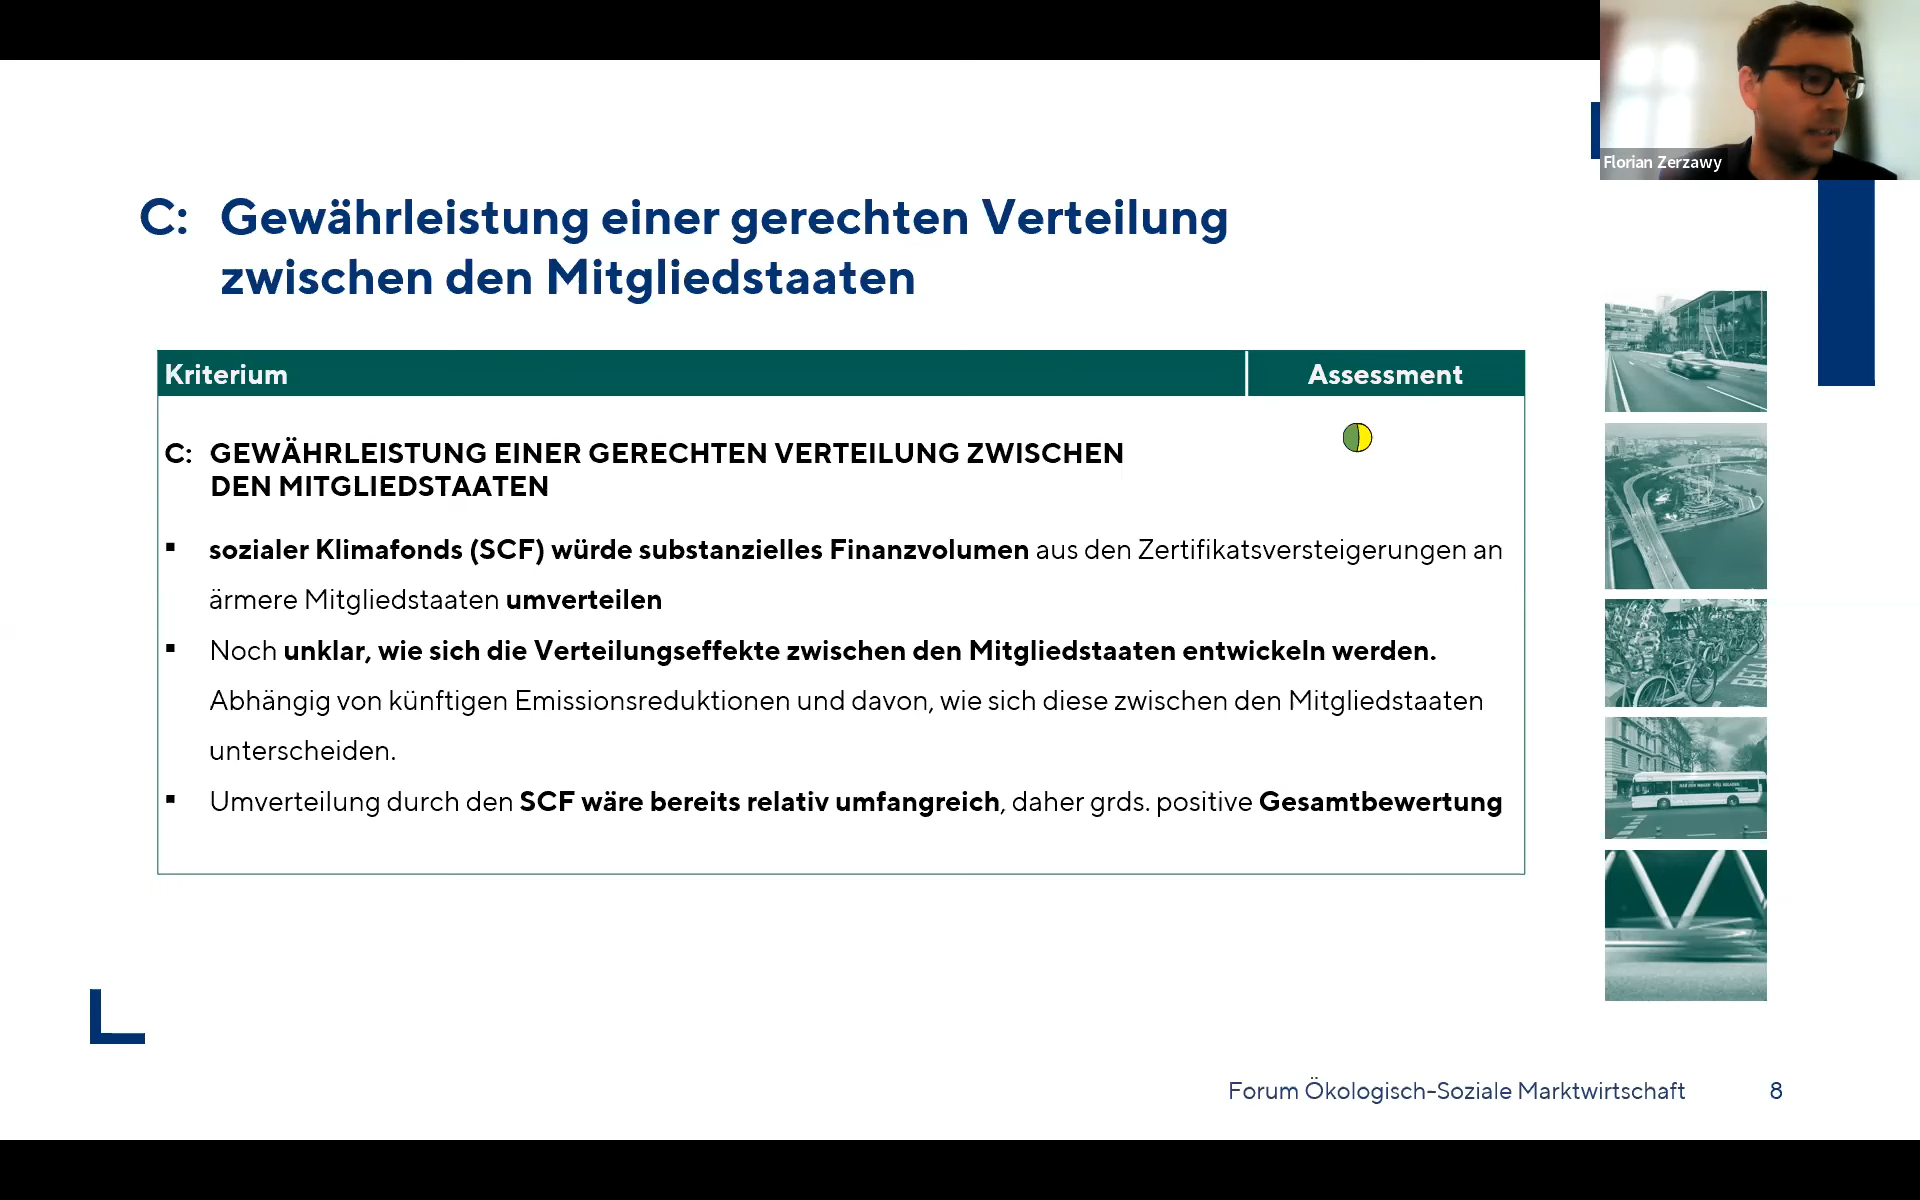 Florian Zerzawy
C: Gewährleistung einer gerechten Verteilung
zwischen den Mitgliedstaaten
Kriterium Assessment
C: GEWÄHRLEISTUNG EINER GERECHTEN VERTEILUNG ZWISCHEN
DEN MITGLIEDSTAATEN
▪ sozialer Klimafonds (SCF) würde substanzielles Finanzvolumen aus den Zertifikatsversteigerungen an
ärmere Mitgliedstaaten umverteilen
▪ Noch unklar, wie sich die Verteilungseffekte zwischen den Mitgliedstaaten entwickeln werden.
Abhängig von künftigen Emissionsreduktionen und davon, wie sich diese zwischen den Mitgliedstaaten
unterscheiden.
▪ Umverteilung durch den SCF wäre bereits relativ umfangreich, daher grds. positive Gesamtbewertung
Forum Ökologisch-Soziale Marktwirtschaft 8